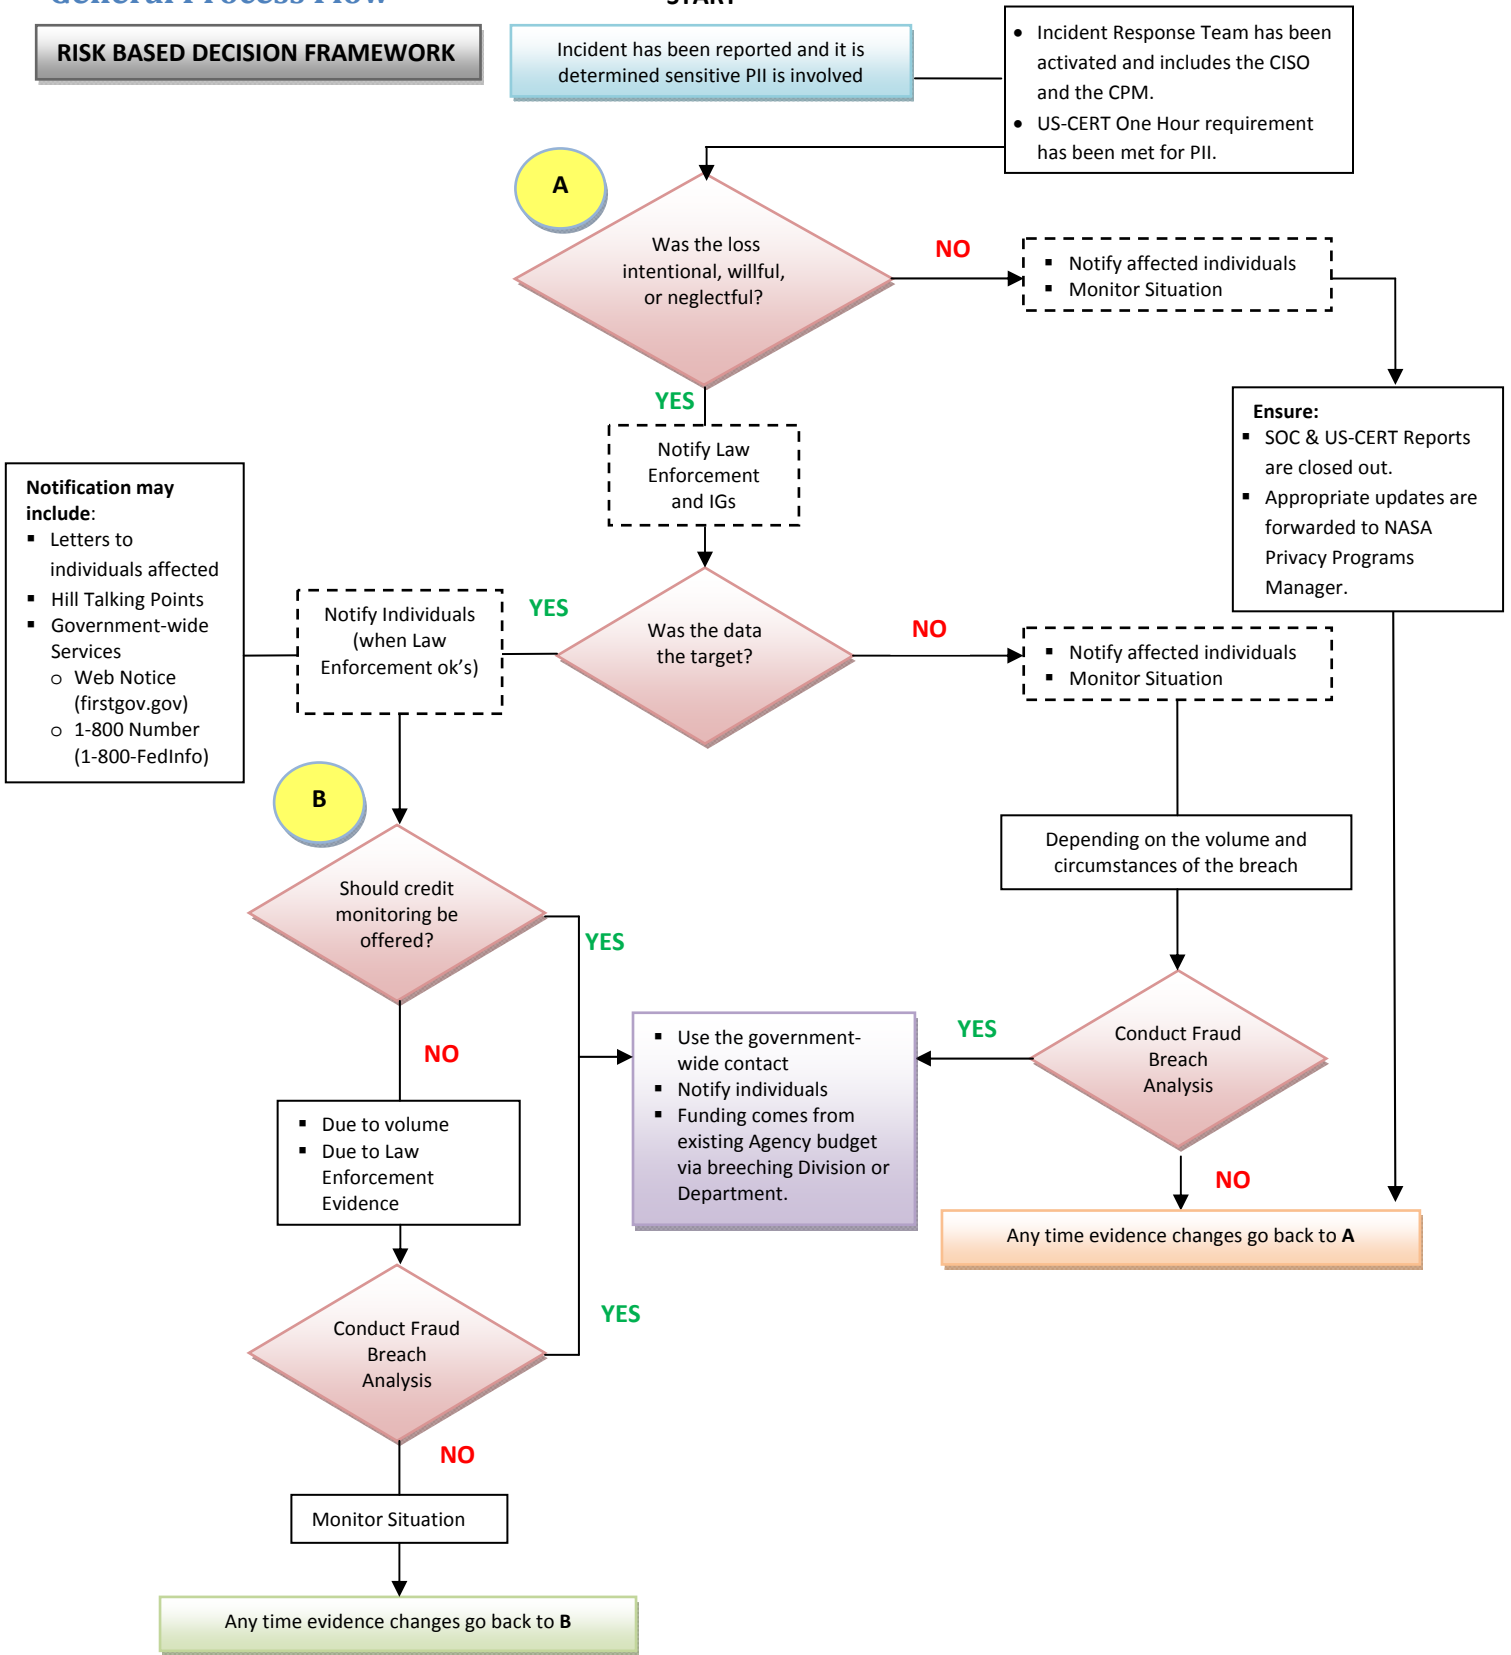 General Process Flow
START
RISK BASED DECISION FRAMEWORK
Incident has been reported and it is
determined sensitive PII is involved
• Incident Response Team has been
activated and includes the CISO
and the CPM.
• US-CERT One Hour requirement
has been met for PII.
A
Was the loss
intentional, willful,
or neglectful?
NO
▪ Notify affected individuals
▪ Monitor Situation
YES
Notify Law
Enforcement
and IGs
Ensure:
▪ SOC & US-CERT Reports
are closed out.
▪ Appropriate updates are
forwarded to NASA
Privacy Programs
Manager.
Notification may
include:
▪ Letters to
individuals affected
▪ Hill Talking Points
▪ Government-wide
Services
o Web Notice
(firstgov.gov)
o 1-800 Number
(1-800-FedInfo)
Notify Individuals
(when Law
Enforcement ok's)
YES
Was the data
the target?
NO
▪ Notify affected individuals
▪ Monitor Situation
B
Should credit
monitoring be
offered?
YES
Depending on the volume and
circumstances of the breach
NO
▪ Use the government-
wide contact
▪ Notify individuals
▪ Funding comes from
existing Agency budget
via breeching Division or
Department.
YES
Conduct Fraud
Breach
Analysis
▪ Due to volume
▪ Due to Law
Enforcement
Evidence
NO
Any time evidence changes go back to A
Conduct Fraud
Breach
Analysis
YES
NO
Monitor Situation
Any time evidence changes go back to B